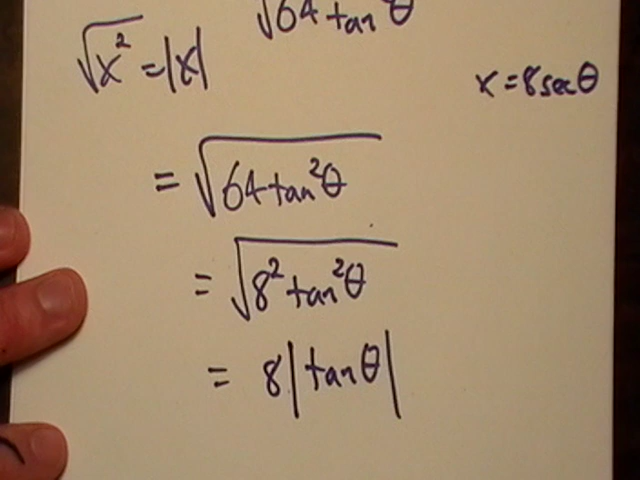 √64 tan θ
√x² = |x|
x = 8 sec θ
= √64 tan²θ
= √8² tan²θ
= 8|tan θ|